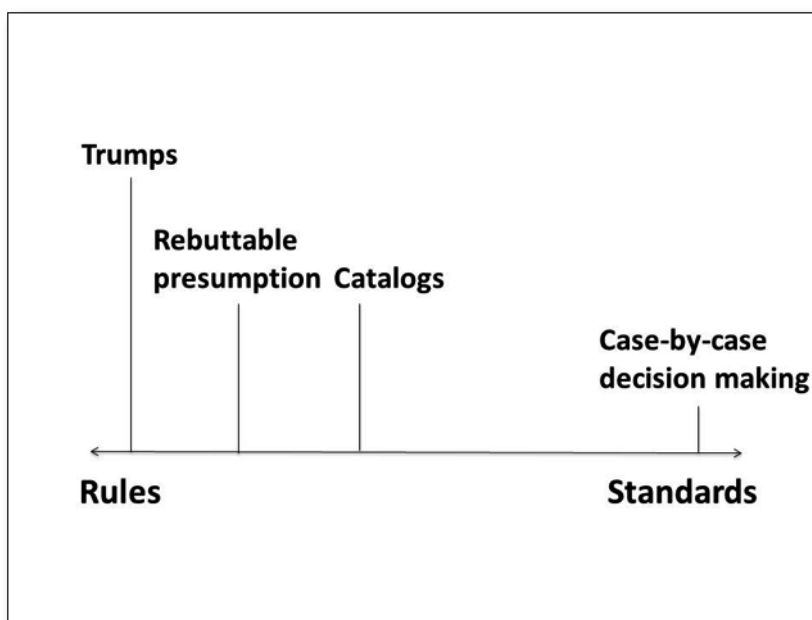 Trumps
Rebuttable
presumption Catalogs
Case-by-case
decision making
Rules Standards